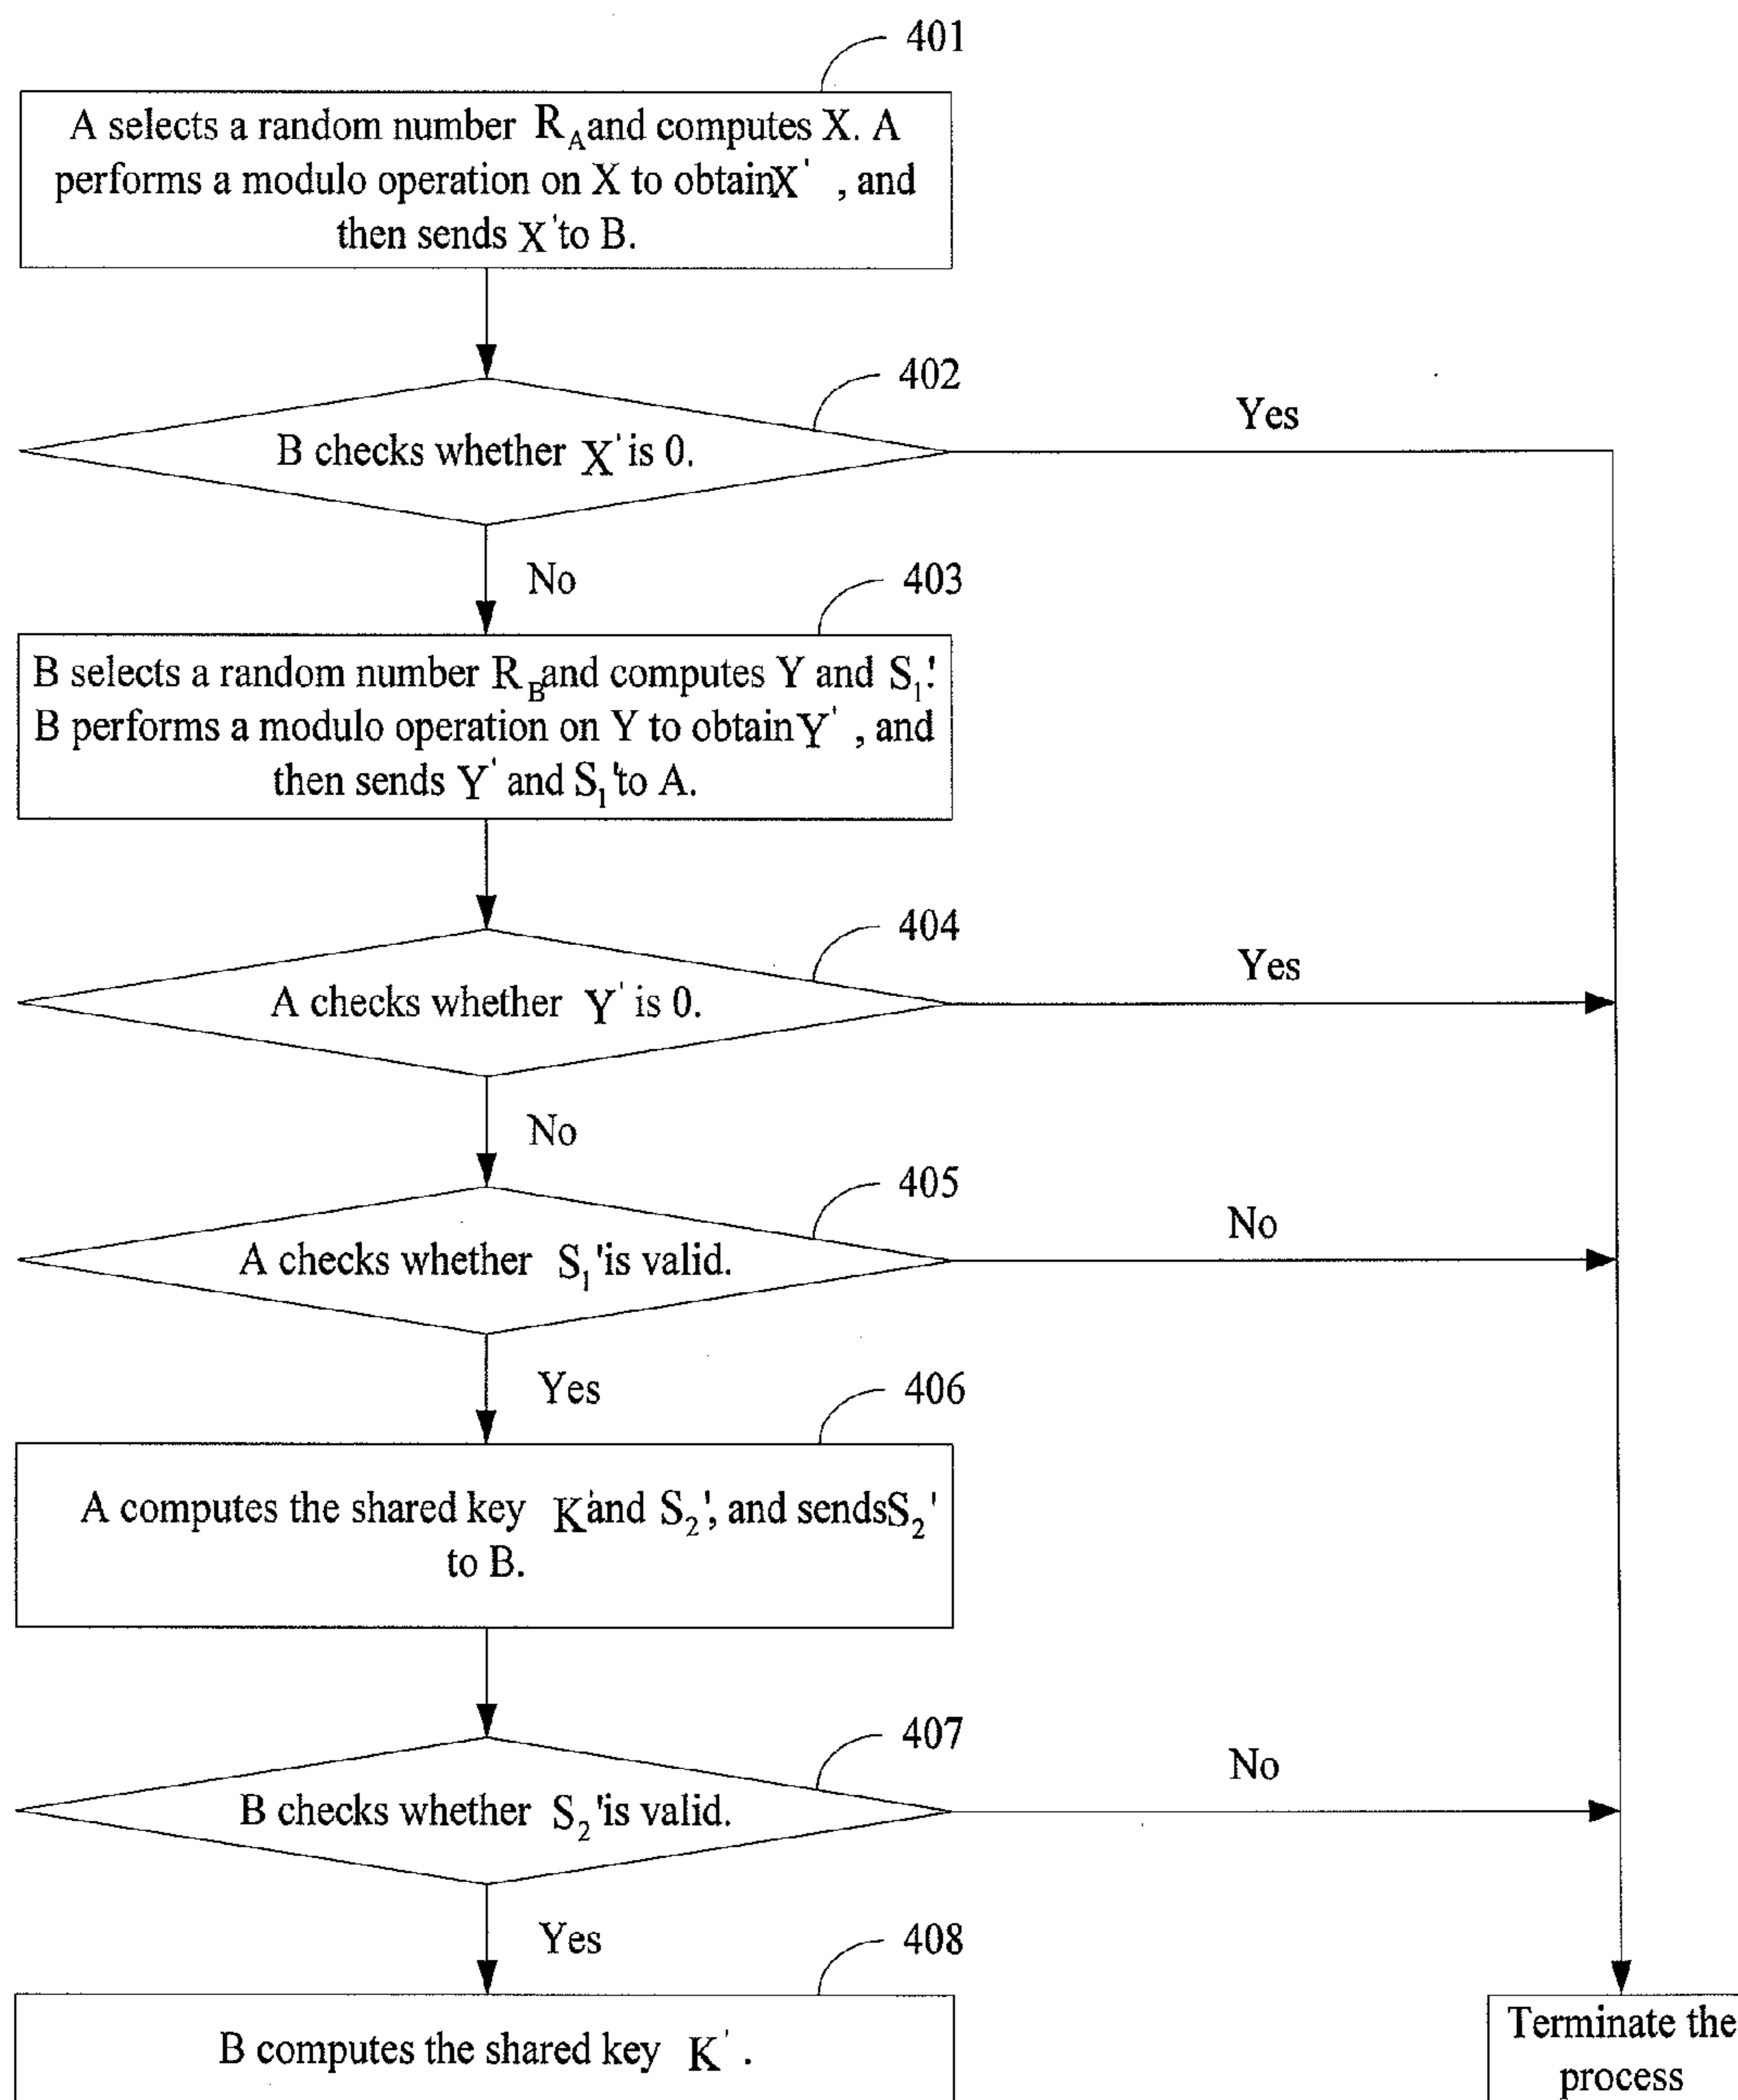 401
A selects a random number R_A and computes X. A
performs a modulo operation on X to obtain X' , and
then sends X' to B.
402
B checks whether X' is 0.
Yes
No
403
B selects a random number R_B and computes Y and S_1'.
B performs a modulo operation on Y to obtain Y' , and
then sends Y' and S_1' to A.
404
A checks whether Y' is 0.
Yes
No
405
A checks whether S_1' is valid.
No
Yes
406
A computes the shared key K' and S_2', and sends S_2'
to B.
407
B checks whether S_2' is valid.
No
Yes
408
B computes the shared key K' .
Terminate the
process